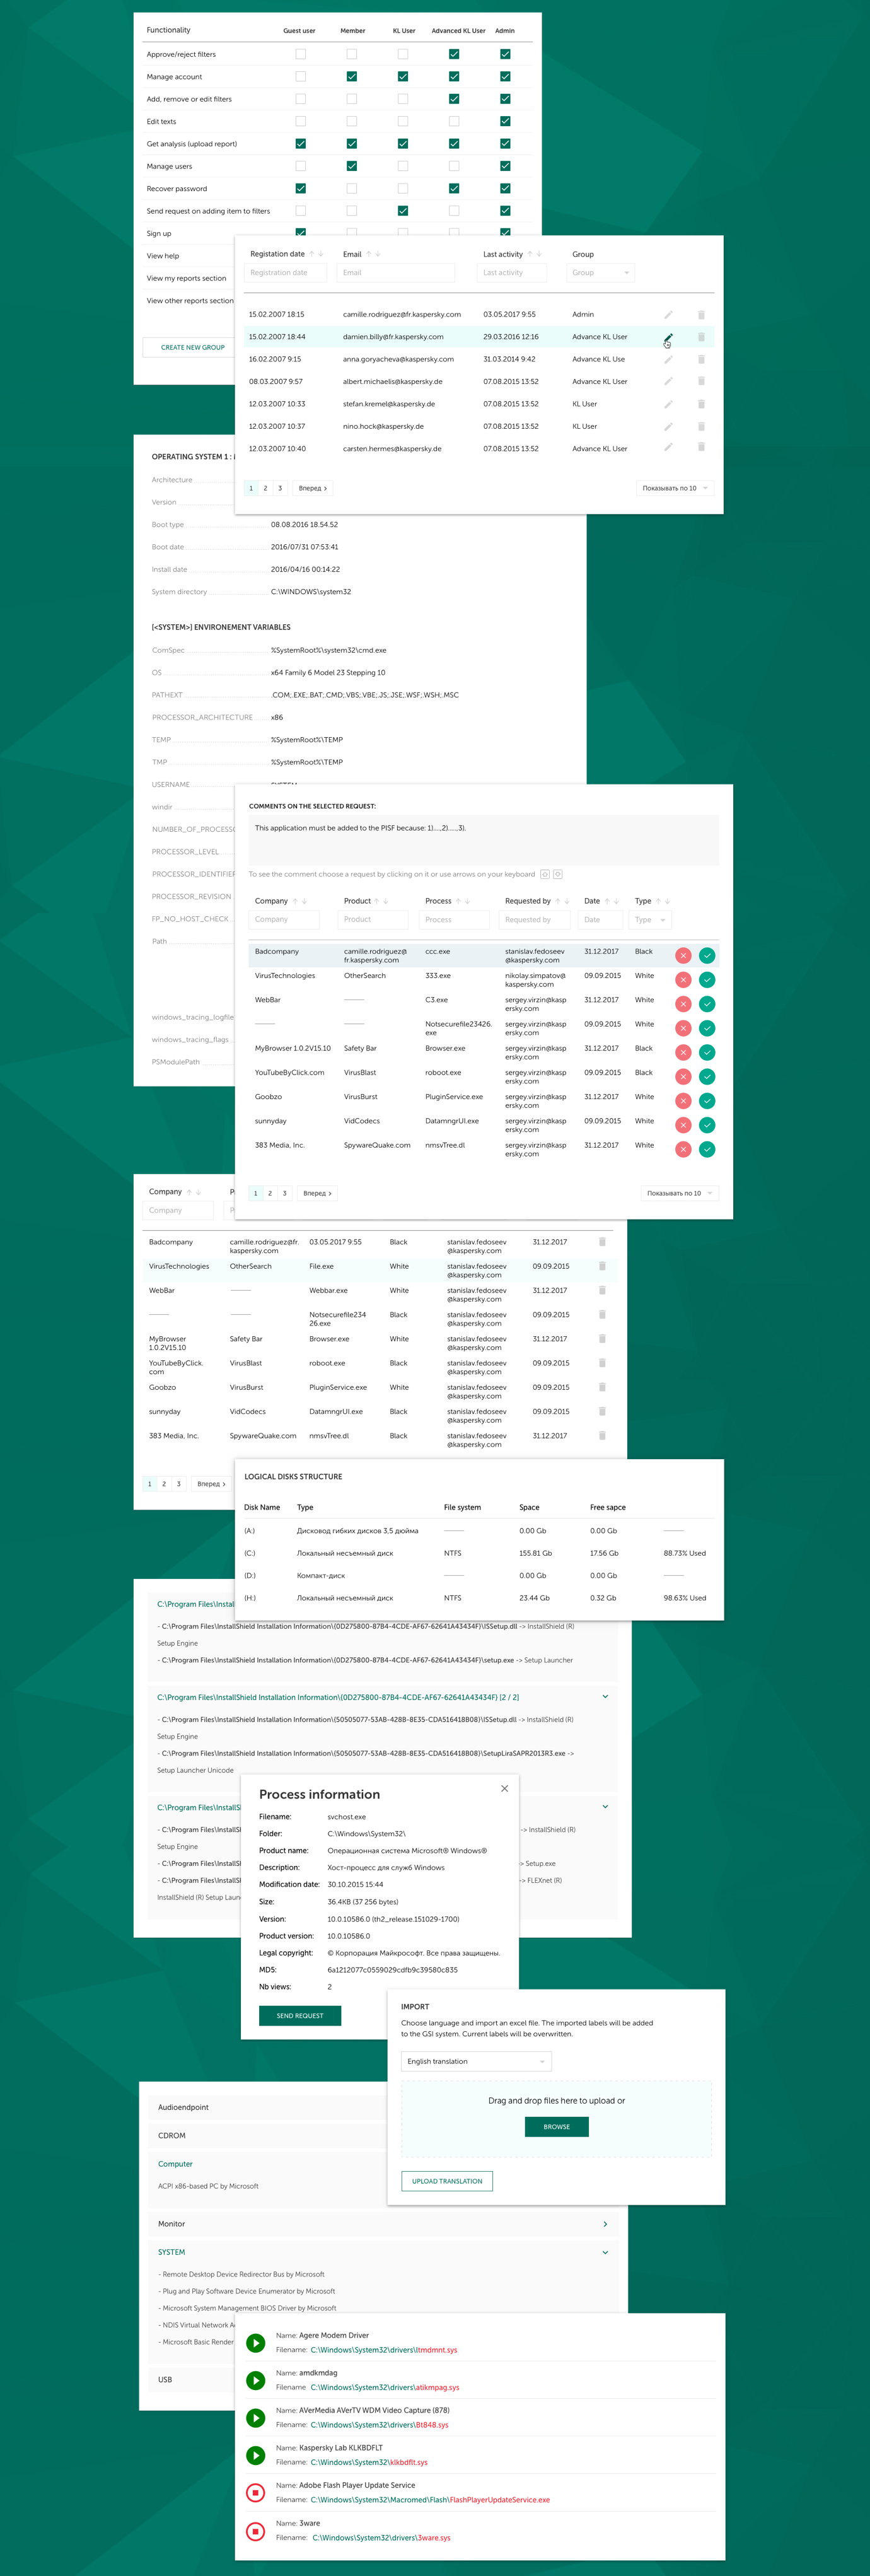 Functionality Guest user Member KL User Advanced KL User Admin
Approve/reject filters
Manage account
Add, remove or edit filters
Edit texts
Get analysis (upload report)
Manage users
Recover password
Send request on adding item to filters
Sign up
View help
View my reports section
View other reports section
CREATE NEW GROUP
Registation date Email Last activity Group
Registration date Email Last activity Group
15.02.2007 18:15 camille.rodriguez@fr.kaspersky.com 03.05.2017 9:55 Admin
15.02.2007 18:44 damien.billy@fr.kaspersky.com 29.03.2016 12:16 Advance KL User
16.02.2007 9:15 anna.goryacheva@kaspersky.com 31.03.2014 9:42 Advance KL Use
08.03.2007 9:57 albert.michaelis@kaspersky.de 07.08.2015 13:52 Advance KL User
12.03.2007 10:33 stefan.kremel@kaspersky.de 07.08.2015 13:52 KL User
12.03.2007 10:37 nino.hock@kaspersky.de 07.08.2015 13:52 KL User
12.03.2007 10:40 carsten.hermes@kaspersky.de 07.08.2015 13:52 Advance KL User
1 2 3 Вперед Показывать по 10
OPERATING SYSTEM 1 :
Architecture
Version
Boot type 08.08.2016 18.54.52
Boot date 2016/07/31 07:53:41
Install date 2016/04/16 00:14:22
System directory C:\WINDOWS\system32
[<SYSTEM>] ENVIRONEMENT VARIABLES
ComSpec %SystemRoot%\system32\cmd.exe
OS x64 Family 6 Model 23 Stepping 10
PATHEXT .COM;.EXE;.BAT;.CMD;.VBS;.VBE;.JS;.JSE;.WSF;.WSH;.MSC
PROCESSOR_ARCHITECTURE x86
TEMP %SystemRoot%\TEMP
TMP %SystemRoot%\TEMP
USERNAME
windir
NUMBER_OF_PROCESSO
PROCESSOR_LEVEL
PROCESSOR_IDENTIFIER
PROCESSOR_REVISION
FP_NO_HOST_CHECK
Path
windows_tracing_logfile
windows_tracing_flags
PSModulePath
COMMENTS ON THE SELECTED REQUEST:
This application must be added to the PISF because: 1)...,2)....,3).
To see the comment choose a request by clicking on it or use arrows on your keyboard
Company Product Process Requested by Date Type
Company Product Process Requested by Date Type
Badcompany camille.rodriguez@ ccc.exe stanislav.fedoseev 31.12.2017 Black
fr.kaspersky.com @kaspersky.com
VirusTechnologies OtherSearch 333.exe nikolay.simpatov@ 09.09.2015 White
kaspersky.com
WebBar C3.exe sergey.virzin@kasp 31.12.2017 White
ersky.com
Notsecurefile23426. sergey.virzin@kasp 09.09.2015 White
exe ersky.com
MyBrowser 1.0.2V15.10 Safety Bar Browser.exe sergey.virzin@kasp 31.12.2017 Black
ersky.com
YouTubeByClick.com VirusBlast roboot.exe sergey.virzin@kasp 09.09.2015 Black
ersky.com
Goobzo VirusBurst PluginService.exe sergey.virzin@kasp 31.12.2017 White
ersky.com
sunnyday VidCodecs DatamngrUI.exe sergey.virzin@kasp 09.09.2015 White
ersky.com
383 Media, Inc. SpywareQuake.com nmsvTree.dl sergey.virzin@kasp 31.12.2017 White
ersky.com
1 2 3 Вперед Показывать по 10
Company P
Company P
Badcompany camille.rodriguez@fr. 03.05.2017 9:55 Black stanislav.fedoseev 31.12.2017
kaspersky.com @kaspersky.com
VirusTechnologies OtherSearch File.exe White stanislav.fedoseev 09.09.2015
@kaspersky.com
WebBar Webbar.exe White stanislav.fedoseev 31.12.2017
@kaspersky.com
Notsecurefile234 Black stanislav.fedoseev 09.09.2015
26.exe @kaspersky.com
MyBrowser Safety Bar Browser.exe White stanislav.fedoseev 31.12.2017
1.0.2V15.10 @kaspersky.com
YouTubeByClick. VirusBlast roboot.exe Black stanislav.fedoseev 09.09.2015
com @kaspersky.com
Goobzo VirusBurst PluginService.exe White stanislav.fedoseev 09.09.2015
@kaspersky.com
sunnyday VidCodecs DatamngrUI.exe Black stanislav.fedoseev 09.09.2015
@kaspersky.com
383 Media, Inc. SpywareQuake.com nmsvTree.dl Black stanislav.fedoseev 31.12.2017
@kaspersky.com
1 2 3 Вперед
LOGICAL DISKS STRUCTURE
Disk Name Type File system Space Free sapce
(A:) Дисковод гибких дисков 3,5 дюйма 0.00 Gb 0.00 Gb
(C:) Локальный несъемный диск NTFS 155.81 Gb 17.56 Gb 88.73% Used
(D:) Компакт-диск 0.00 Gb 0.00 Gb
(H:) Локальный несъемный диск NTFS 23.44 Gb 0.32 Gb 98.63% Used
C:\Program Files\Instal
- C:\Program Files\InstallShield Installation Information\{0D275800-87B4-4CDE-AF67-62641A43434F}\ISSetup.dll -> InstallShield (R)
Setup Engine
- C:\Program Files\InstallShield Installation Information\{0D275800-87B4-4CDE-AF67-62641A43434F}\setup.exe -> Setup Launcher
C:\Program Files\InstallShield Installation Information\{0D275800-87B4-4CDE-AF67-62641A43434F} [2 / 2]
- C:\Program Files\InstallShield Installation Information\{50505077-53AB-428B-8E35-CDA516418B08}\ISSetup.dll -> InstallShield (R)
Setup Engine
- C:\Program Files\InstallShield Installation Information\{50505077-53AB-428B-8E35-CDA516418B08}\SetupLiraSAPR2013R3.exe ->
Setup Launcher Unicode
C:\Program Files\InstallS
- C:\Program Files\InstallS -> InstallShield (R)
Setup Engine
- C:\Program Files\InstallS > Setup.exe
- C:\Program Files\InstallS -> FLEXnet (R)
InstallShield (R) Setup Laun
Process information
Filename: svchost.exe
Folder: C:\Windows\System32\
Product name: Операционная система Microsoft® Windows®
Description: Хост-процесс для служб Windows
Modification date: 30.10.2015 15:44
Size: 36.4KB (37 256 bytes)
Version: 10.0.10586.0 (th2_release.151029-1700)
Product version: 10.0.10586.0
Legal copyright: © Корпорация Майкрософт. Все права защищены.
MD5: 6a1212077c0559029cdfb9c39580c835
Nb views: 2
SEND REQUEST
IMPORT
Choose language and import an excel file. The imported labels will be added
to the GSI system. Current labels will be overwritten.
English translation
Drag and drop files here to upload or
BROWSE
UPLOAD TRANSLATION
Audioendpoint
CDROM
Computer
ACPI x86-based PC by Microsoft
Monitor
SYSTEM
- Remote Desktop Device Redirector Bus by Microsoft
- Plug and Play Software Device Enumerator by Microsoft
- Microsoft System Management BIOS Driver by Microsoft
- NDIS Virtual Network A
- Microsoft Basic Render
USB
Name: Agere Modem Driver
Filename: C:\Windows\System32\drivers\ltmdmnt.sys
Name: amdkmdag
Filename C:\Windows\System32\drivers\atikmpag.sys
Name: AVerMedia AVerTV WDM Video Capture (878)
Filename: C:\Windows\System32\drivers\Bt848.sys
Name: Kaspersky Lab KLKBDFLT
Filename: C:\Windows\System32\klkbdflt.sys
Name: Adobe Flash Player Update Service
Filename: C:\Windows\System32\Macromed\Flash\FlashPlayerUpdateService.exe
Name: 3ware
Filename: C:\Windows\System32\drivers\3ware.sys